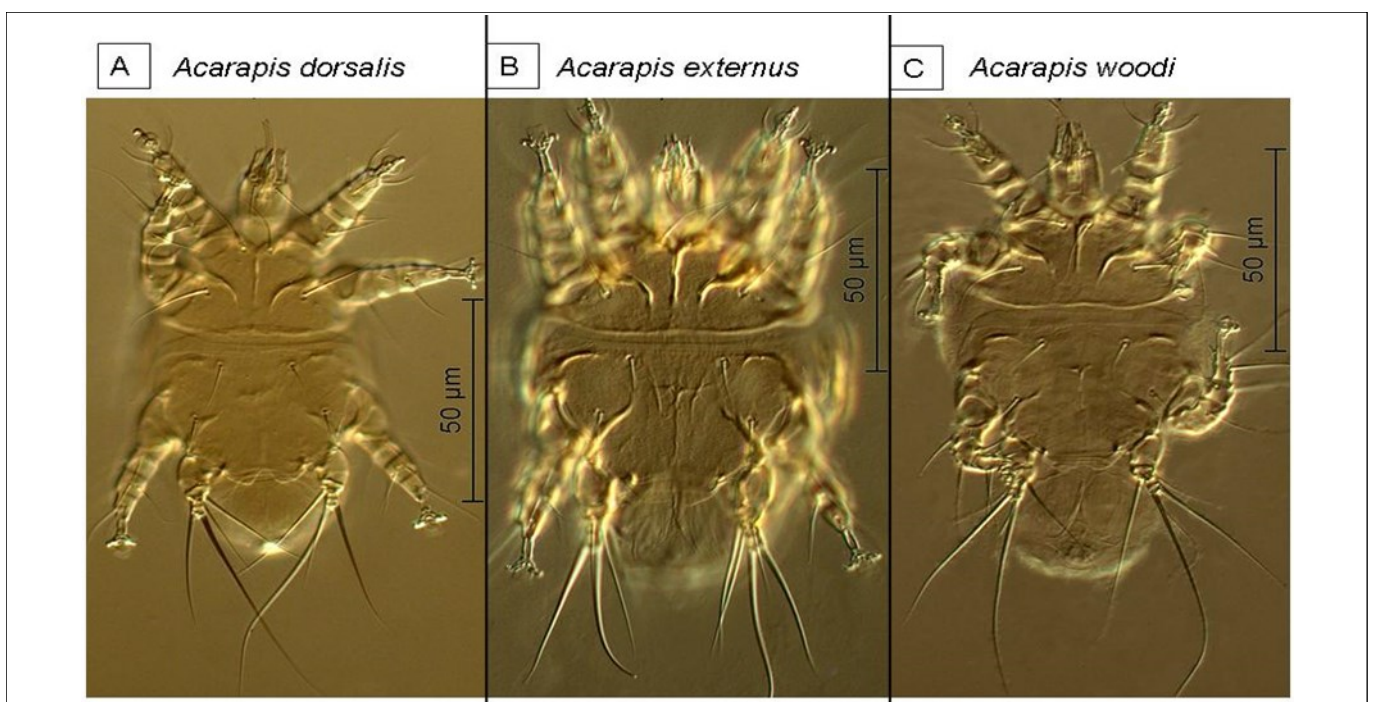 A Acarapis dorsalis
B Acarapis externus
C Acarapis woodi
50 µm
50 µm
50 µm